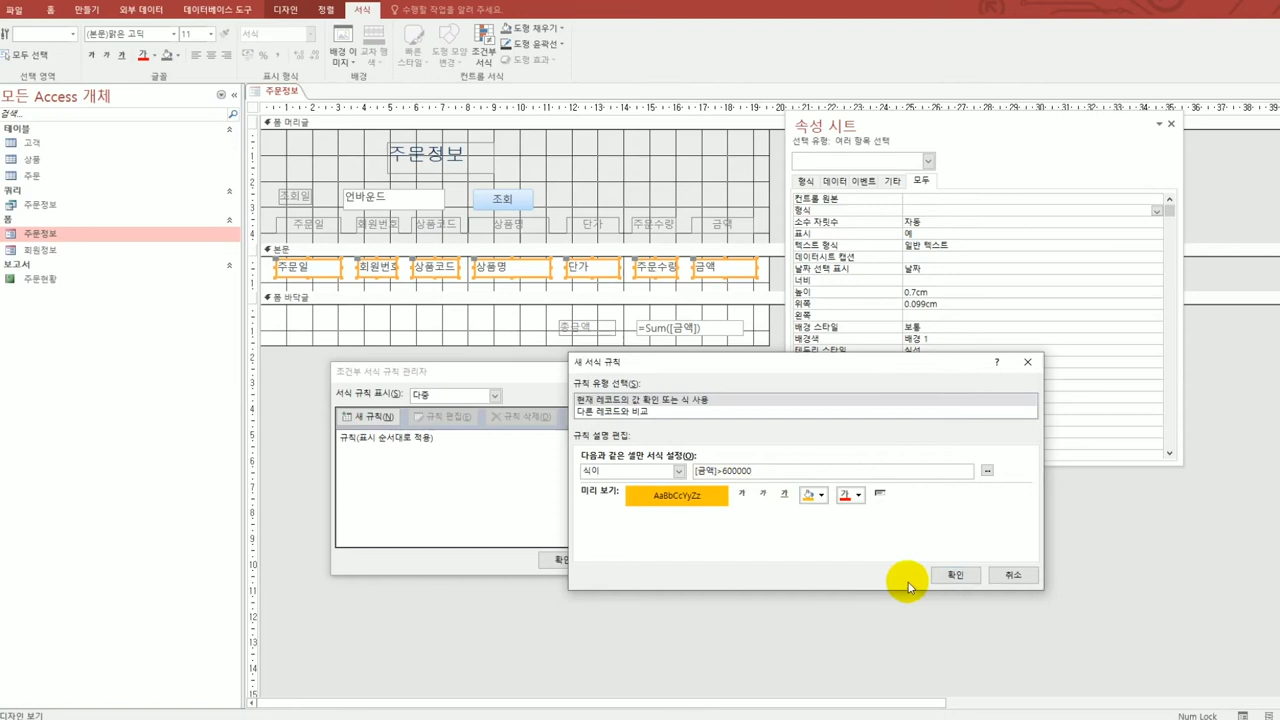 파일 홈 만들기 외부 데이터 데이터베이스 도구 디자인 정렬 서식 수행할 작업을 알려 주세요.
(본문)맑은 고딕 11 서식
모두 선택 가 가 가 가 %
배경 이미지 교차 행 색 빠른 스타일 도형 모양 변경 조건부 서식
도형 채우기
도형 윤곽선
도형 효과
선택 영역 글꼴 표시 형식 배경 컨트롤 서식
모든 Access 개체
검색...
테이블
고객
상품
주문
쿼리
주문정보
폼
주문정보
회원정보
보고서
주문현황
주문정보
폼 머리글
주문정보
조회일 언바운드 조회
주문일 회원번호 상품코드 상품명 단가 주문수량 금액
본문
주문일 회원번호 상품코드 상품명 단가 주문수량 금액
폼 바닥글
총금액 =Sum([금액])
속성 시트
선택 유형: 여러 항목 선택
형식 데이터 이벤트 기타 모두
컨트롤 원본
형식
소수 자릿수 자동
표시 예
텍스트 형식 일반 텍스트
데이터시트 캡션
날짜 선택 표시 날짜
너비
높이 0.7cm
위쪽 0.099cm
왼쪽
배경 스타일 보통
배경색 배경 1
테두리 스타일 실선
조건부 서식 규칙 관리자
서식 규칙 표시(S): 다중
새 규칙(N) 규칙 편집(E) 규칙 삭제(D)
규칙(표시 순서대로 적용)
확인
새 서식 규칙
규칙 유형 선택(S):
현재 레코드의 값 확인 또는 식 사용
다른 레코드와 비교
규칙 설명 편집:
다음과 같은 셀만 서식 설정(O):
식이 [금액]>600000
미리 보기: AaBbCcYyZz 가 가 가 가
확인 취소
디자인 보기 Num Lock